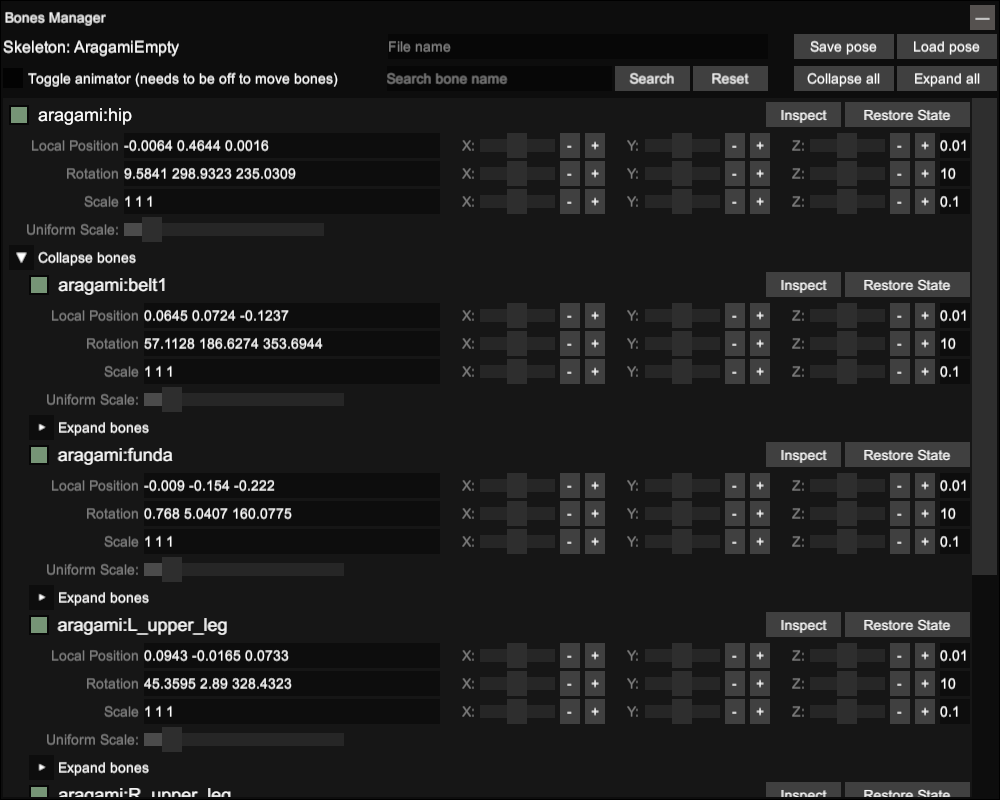 Bones Manager
Skeleton: AragamiEmpty File name Save pose Load pose
Toggle animator (needs to be off to move bones) Search bone name Search Reset Collapse all Expand all
aragami:hip Inspect Restore State
Local Position -0.0064 0.4644 0.0016 X: - + Y: - + Z: - + 0.01
Rotation 9.5841 298.9323 235.0309 X: - + Y: - + Z: - + 10
Scale 1 1 1 X: - + Y: - + Z: - + 0.1
Uniform Scale:
▼ Collapse bones
aragami:belt1 Inspect Restore State
Local Position 0.0645 0.0724 -0.1237 X: - + Y: - + Z: - + 0.01
Rotation 57.1128 186.6274 353.6944 X: - + Y: - + Z: - + 10
Scale 1 1 1 X: - + Y: - + Z: - + 0.1
Uniform Scale:
► Expand bones
aragami:funda Inspect Restore State
Local Position -0.009 -0.154 -0.222 X: - + Y: - + Z: - + 0.01
Rotation 0.768 5.0407 160.0775 X: - + Y: - + Z: - + 10
Scale 1 1 1 X: - + Y: - + Z: - + 0.1
Uniform Scale:
► Expand bones
aragami:L_upper_leg Inspect Restore State
Local Position 0.0943 -0.0165 0.0733 X: - + Y: - + Z: - + 0.01
Rotation 45.3595 2.89 328.4323 X: - + Y: - + Z: - + 10
Scale 1 1 1 X: - + Y: - + Z: - + 0.1
Uniform Scale:
► Expand bones
aragami:R_upper_leg Inspect Restore State